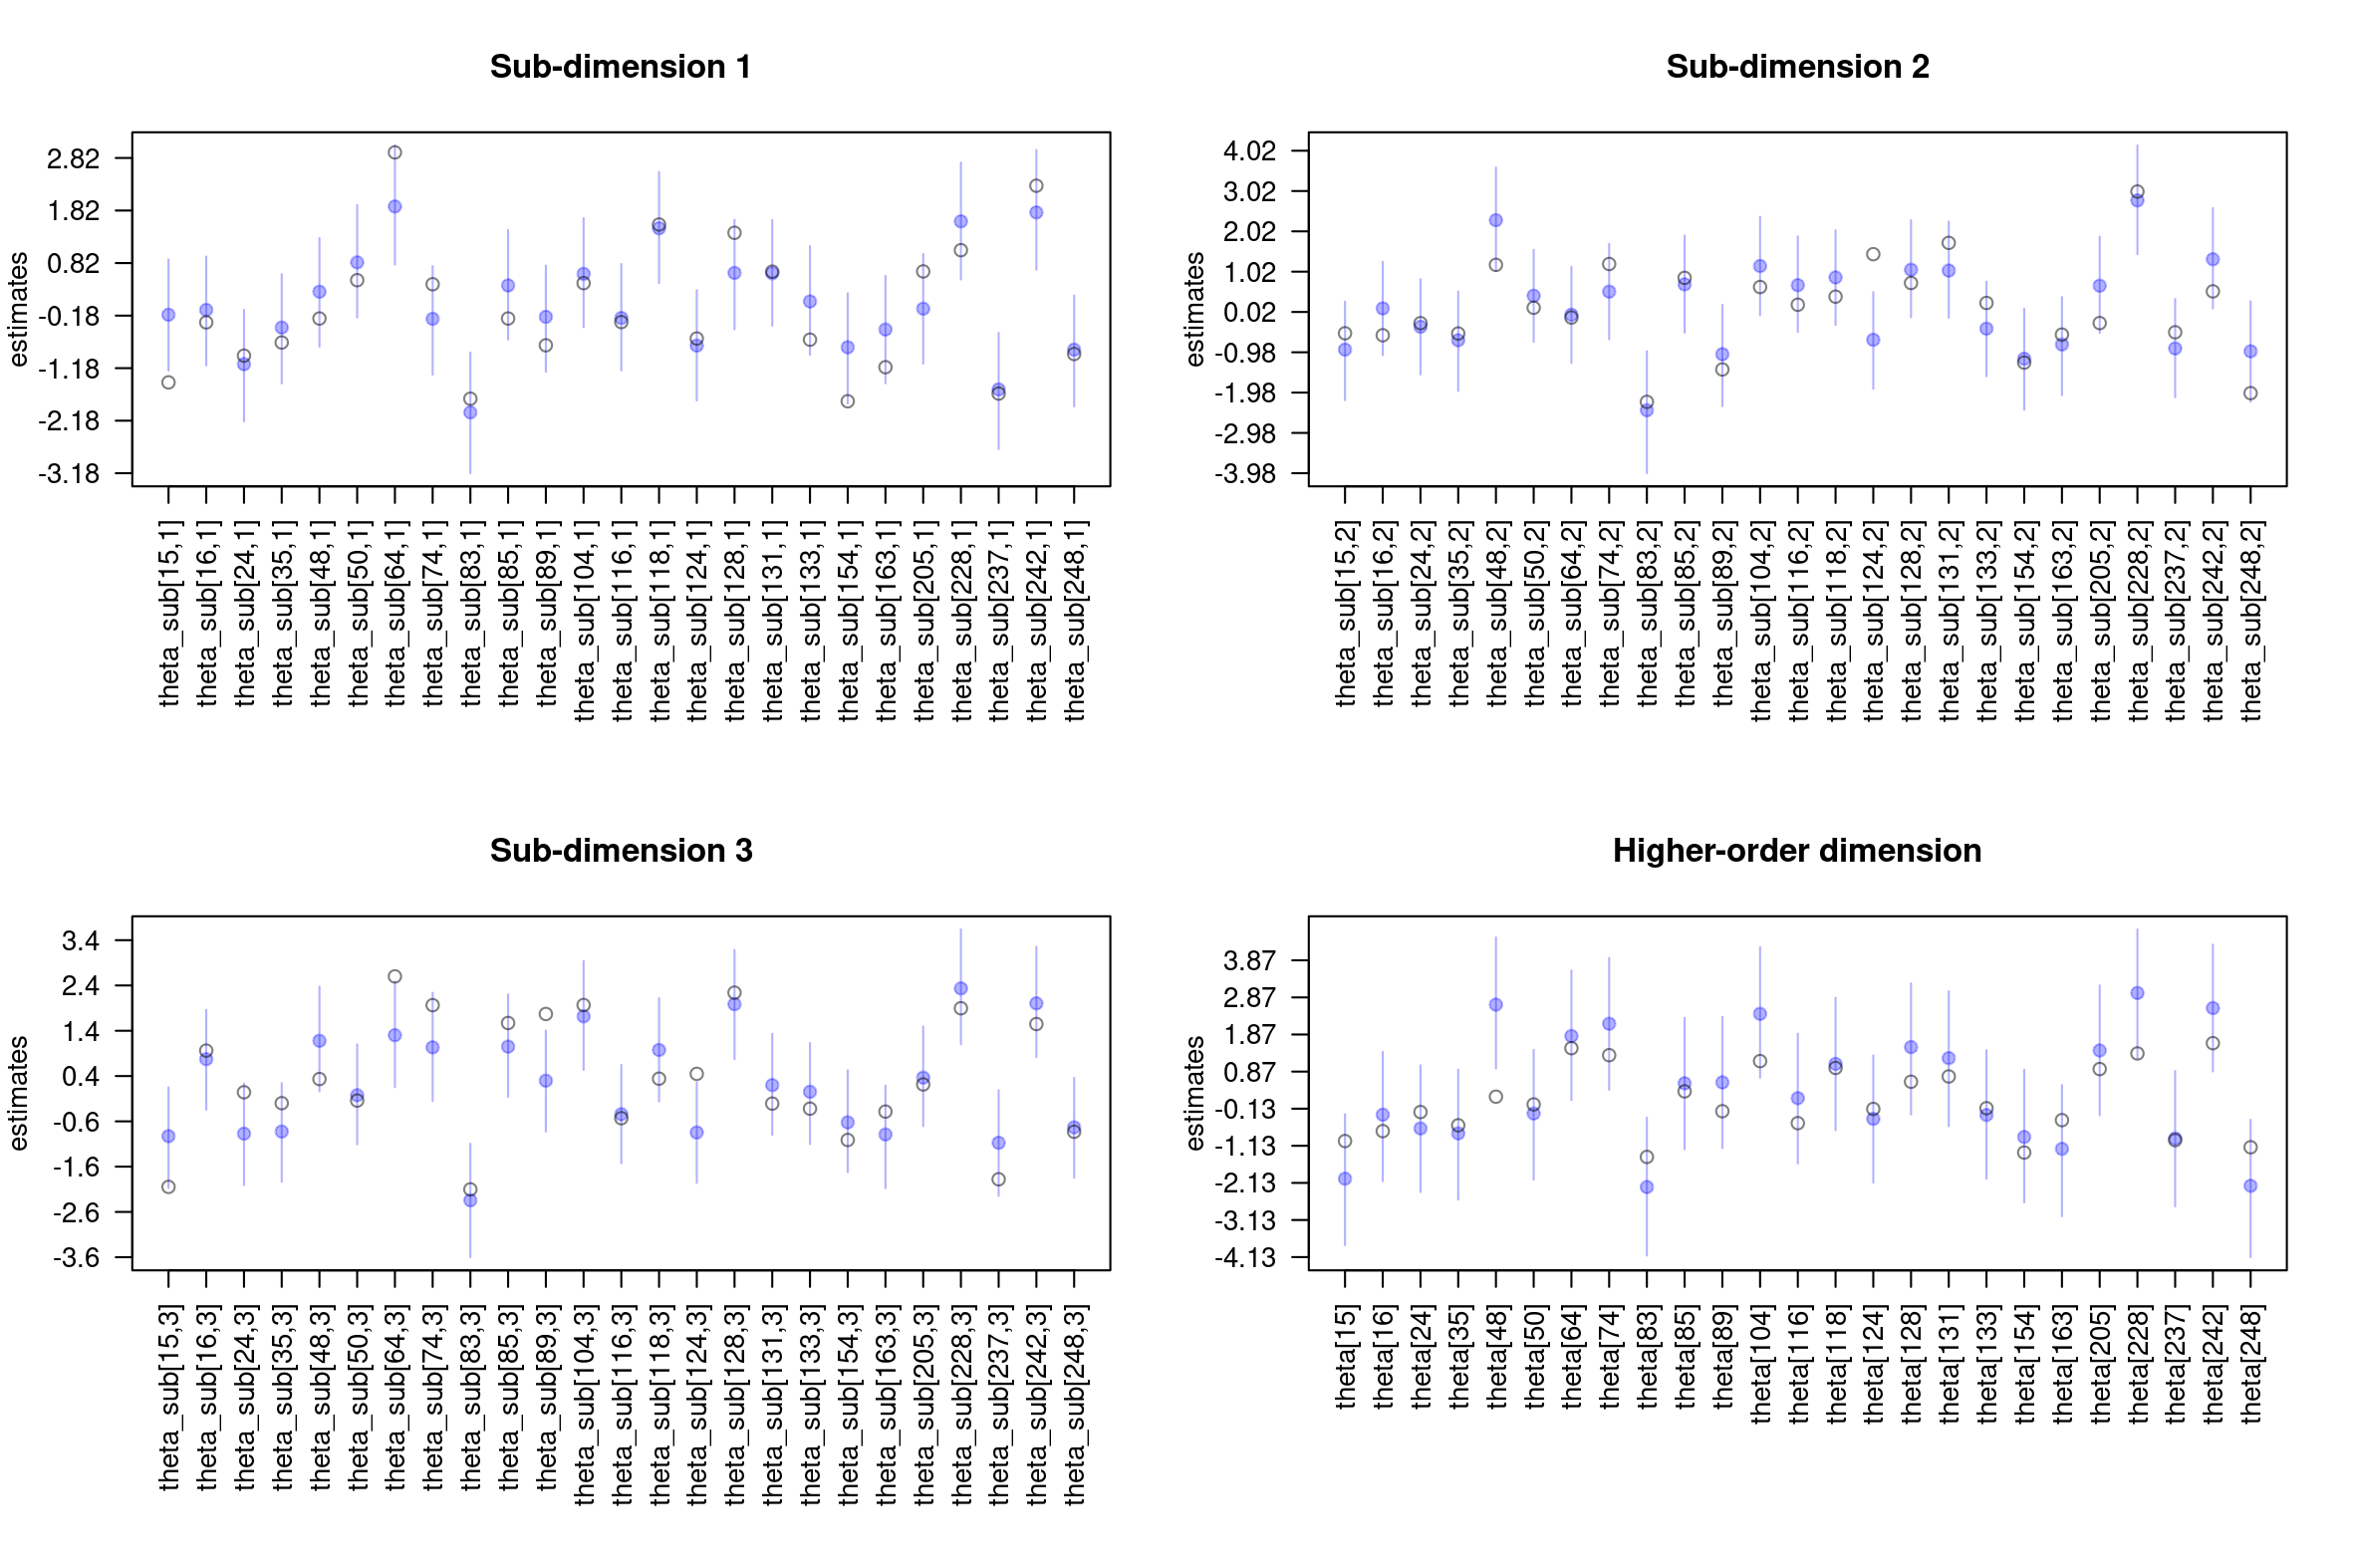 Sub-dimension 1
estimates
2.82
1.82
0.82
-0.18
-1.18
-2.18
-3.18
theta_sub[15,1]
theta_sub[16,1]
theta_sub[24,1]
theta_sub[35,1]
theta_sub[48,1]
theta_sub[50,1]
theta_sub[64,1]
theta_sub[74,1]
theta_sub[83,1]
theta_sub[85,1]
theta_sub[89,1]
theta_sub[104,1]
theta_sub[116,1]
theta_sub[118,1]
theta_sub[124,1]
theta_sub[128,1]
theta_sub[131,1]
theta_sub[133,1]
theta_sub[154,1]
theta_sub[163,1]
theta_sub[205,1]
theta_sub[228,1]
theta_sub[237,1]
theta_sub[242,1]
theta_sub[248,1]
Sub-dimension 2
estimates
4.02
3.02
2.02
1.02
0.02
-0.98
-1.98
-2.98
-3.98
theta_sub[15,2]
theta_sub[16,2]
theta_sub[24,2]
theta_sub[35,2]
theta_sub[48,2]
theta_sub[50,2]
theta_sub[64,2]
theta_sub[74,2]
theta_sub[83,2]
theta_sub[85,2]
theta_sub[89,2]
theta_sub[104,2]
theta_sub[116,2]
theta_sub[118,2]
theta_sub[124,2]
theta_sub[128,2]
theta_sub[131,2]
theta_sub[133,2]
theta_sub[154,2]
theta_sub[163,2]
theta_sub[205,2]
theta_sub[228,2]
theta_sub[237,2]
theta_sub[242,2]
theta_sub[248,2]
Sub-dimension 3
estimates
3.4
2.4
1.4
0.4
-0.6
-1.6
-2.6
-3.6
theta_sub[15,3]
theta_sub[16,3]
theta_sub[24,3]
theta_sub[35,3]
theta_sub[48,3]
theta_sub[50,3]
theta_sub[64,3]
theta_sub[74,3]
theta_sub[83,3]
theta_sub[85,3]
theta_sub[89,3]
theta_sub[104,3]
theta_sub[116,3]
theta_sub[118,3]
theta_sub[124,3]
theta_sub[128,3]
theta_sub[131,3]
theta_sub[133,3]
theta_sub[154,3]
theta_sub[163,3]
theta_sub[205,3]
theta_sub[228,3]
theta_sub[237,3]
theta_sub[242,3]
theta_sub[248,3]
Higher-order dimension
estimates
3.87
2.87
1.87
0.87
-0.13
-1.13
-2.13
-3.13
-4.13
theta[15]
theta[16]
theta[24]
theta[35]
theta[48]
theta[50]
theta[64]
theta[74]
theta[83]
theta[85]
theta[89]
theta[104]
theta[116]
theta[118]
theta[124]
theta[128]
theta[131]
theta[133]
theta[154]
theta[163]
theta[205]
theta[228]
theta[237]
theta[242]
theta[248]